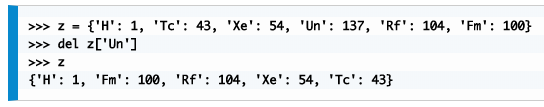 >>> z = {'H': 1, 'Tc': 43, 'Xe': 54, 'Un': 137, 'Rf': 104, 'Fm': 100}
>>> del z['Un']
>>> z
{'H': 1, 'Fm': 100, 'Rf': 104, 'Xe': 54, 'Tc': 43}